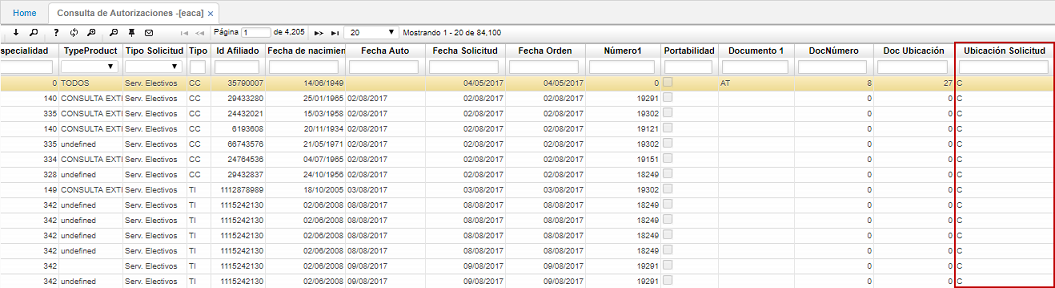 Home Consulta de Autorizaciones -[eaca] ×
Página 1 de 4,205 20 Mostrando 1 - 20 de 84,100
specialidad TypeProduct Tipo Solicitud Tipo Id Afiliado Fecha de nacimien Fecha Auto Fecha Solicitud Fecha Orden Número1 Portabilidad Documento 1 DocNúmero Doc Ubicación Ubicación Solicitud
0 TODOS Serv. Electivos CC 35790007 14/06/1949 04/05/2017 04/05/2017 0 AT 8 27 C
140 CONSULTA EXTI Serv. Electivos CC 29433280 25/01/1965 02/08/2017 02/08/2017 02/08/2017 19291 0 0 C
335 CONSULTA EXTI Serv. Electivos CC 24432021 15/03/1958 02/08/2017 02/08/2017 02/08/2017 19302 0 0 C
140 CONSULTA EXTI Serv. Electivos CC 6193608 20/11/1934 02/08/2017 02/08/2017 02/08/2017 19121 0 0 C
335 undefined Serv. Electivos CC 66743576 21/05/1971 02/08/2017 02/08/2017 02/08/2017 19302 0 0 C
334 CONSULTA EXTI Serv. Electivos CC 24764536 04/07/1965 02/08/2017 02/08/2017 02/08/2017 19151 0 0 C
328 undefined Serv. Electivos CC 29432837 24/10/1956 02/08/2017 02/08/2017 02/08/2017 18249 0 0 C
149 CONSULTA EXTI Serv. Electivos TI 1112878989 18/10/2005 03/08/2017 03/08/2017 03/08/2017 19302 0 0 C
342 undefined Serv. Electivos TI 1115242130 02/06/2008 08/08/2017 08/08/2017 08/08/2017 18249 0 0 C
342 undefined Serv. Electivos TI 1115242130 02/06/2008 08/08/2017 08/08/2017 08/08/2017 18249 0 0 C
342 undefined Serv. Electivos TI 1115242130 02/06/2008 08/08/2017 08/08/2017 08/08/2017 18249 0 0 C
342 undefined Serv. Electivos TI 1115242130 02/06/2008 08/08/2017 08/08/2017 08/08/2017 18249 0 0 C
342 Serv. Electivos TI 1115242130 02/06/2008 09/08/2017 09/08/2017 09/08/2017 19291 0 0 C
342 undefined Serv. Electivos TI 1115242130 02/06/2008 09/08/2017 09/08/2017 09/08/2017 18249 0 0 C